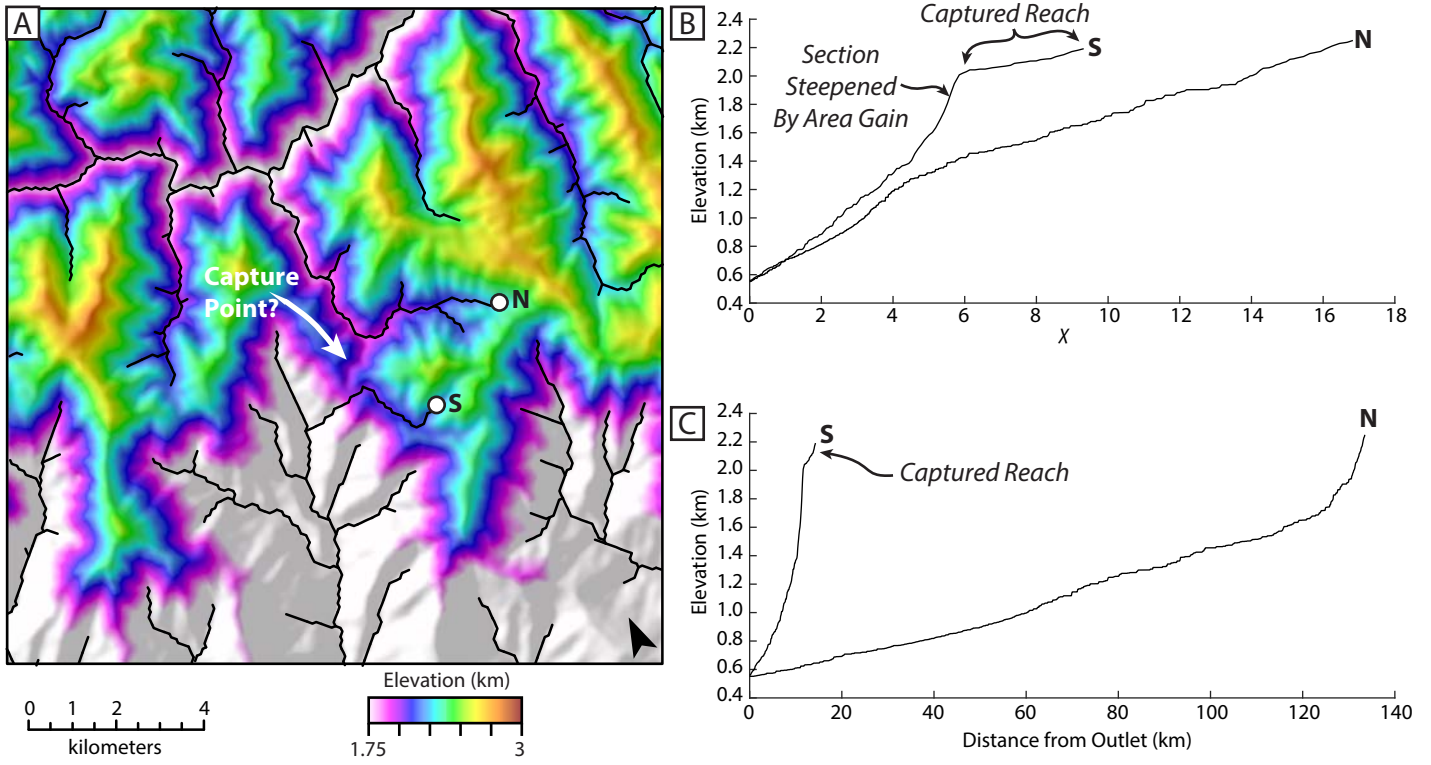 A
Capture
Point?
N
S
0 1 2 4
kilometers
Elevation (km)
1.75 3
B
Elevation (km)
2.4
2.2
2.0
1.8
1.6
1.4
1.2
1.0
0.8
0.6
0.4
Captured Reach
Section
Steepened
By Area Gain
S
N
0 2 4 6 8 10 12 14 16 18
χ
C
Elevation (km)
2.4
2.2
2.0
1.8
1.6
1.4
1.2
1.0
0.8
0.6
0.4
S
N
Captured Reach
0 20 40 60 80 100 120 140
Distance from Outlet (km)